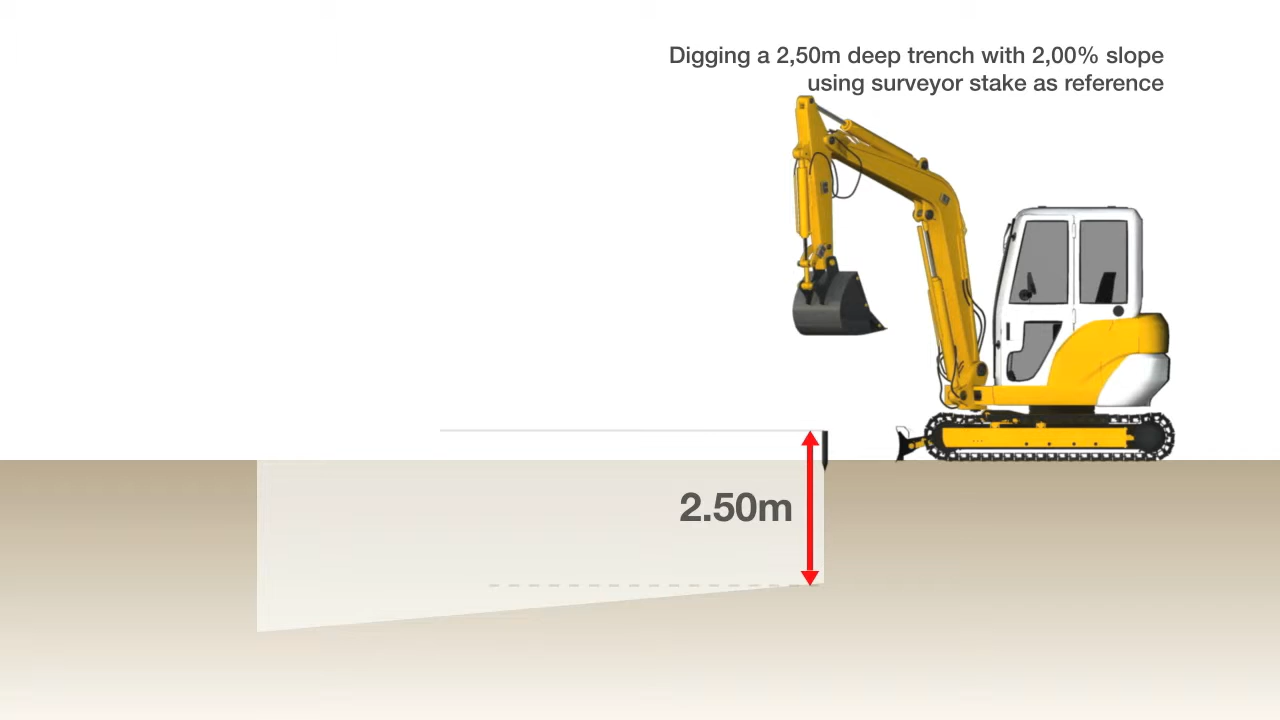 Digging a 2,50m deep trench with 2,00% slope
using surveyor stake as reference
2.50m